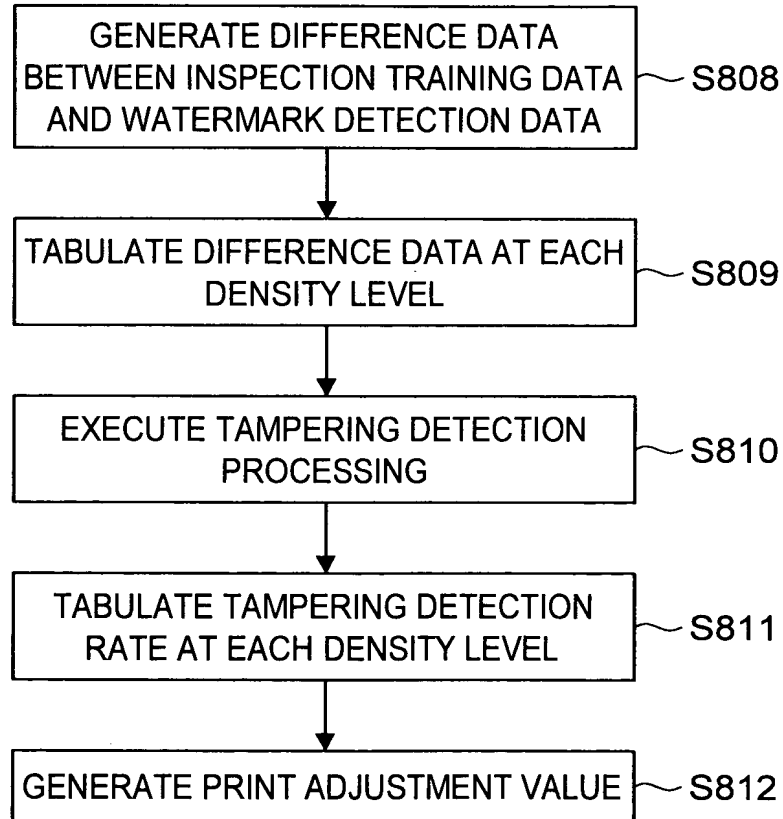 GENERATE DIFFERENCE DATA
BETWEEN INSPECTION TRAINING DATA
AND WATERMARK DETECTION DATA
S808
TABULATE DIFFERENCE DATA AT EACH
DENSITY LEVEL
S809
EXECUTE TAMPERING DETECTION
PROCESSING
S810
TABULATE TAMPERING DETECTION
RATE AT EACH DENSITY LEVEL
S811
GENERATE PRINT ADJUSTMENT VALUE
S812